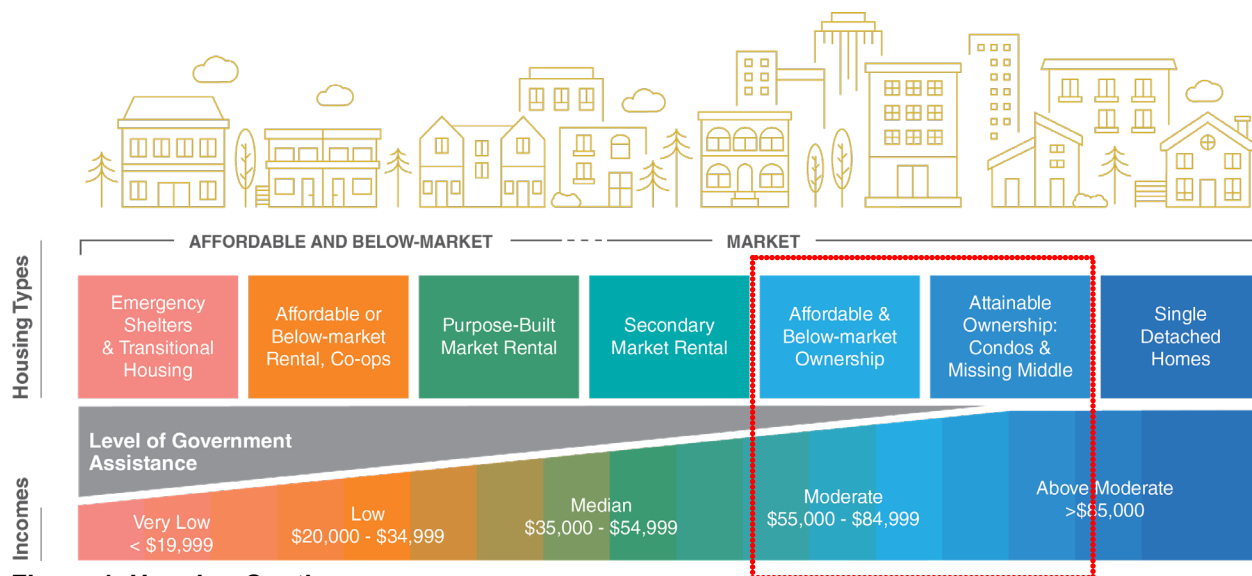 AFFORDABLE AND BELOW-MARKET
MARKET
Housing Types
Emergency
Shelters
& Transitional
Housing
Affordable or
Below-market
Rental, Co-ops
Purpose-Built
Market Rental
Secondary
Market Rental
Affordable &
Below-market
Ownership
Attainable
Ownership:
Condos &
Missing Middle
Single
Detached
Homes
Level of Government
Assistance
Incomes
Very Low
< $19,999
Low
$20,000 - $34,999
Median
$35,000 - $54,999
Moderate
$55,000 - $84,999
Above Moderate
>$85,000